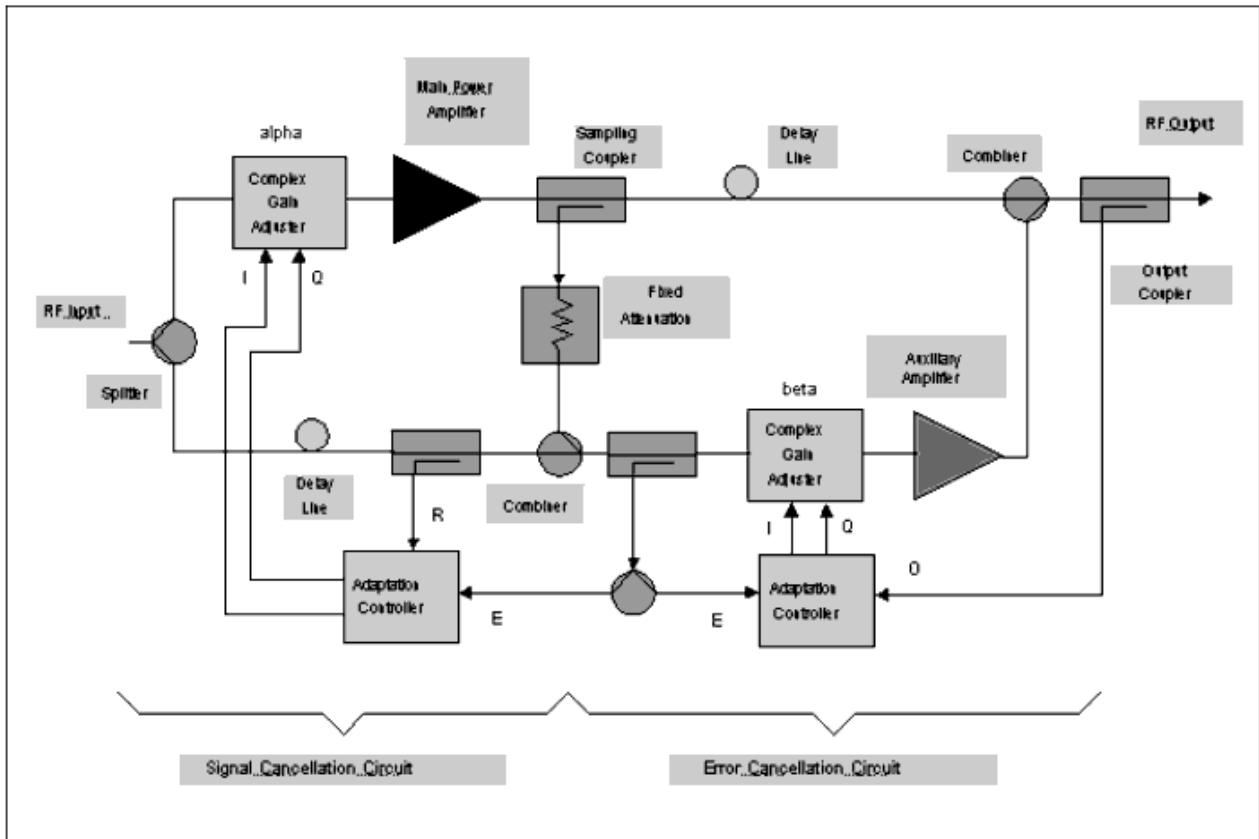 Main Power
Amplifier
alpha
Sampling
Coupler
Delay
Line
Combiner
RF Output
Complex
Gain
Adjuster
I
Q
RF Input
Fixed
Attenuation
Output
Coupler
Splitter
Auxiliary
Amplifier
beta
Complex
Gain
Adjuster
Delay
Line
Combiner
R
I
Q
O
Adaptation
Controller
E
E
Adaptation
Controller
Signal Cancellation Circuit
Error Cancellation Circuit